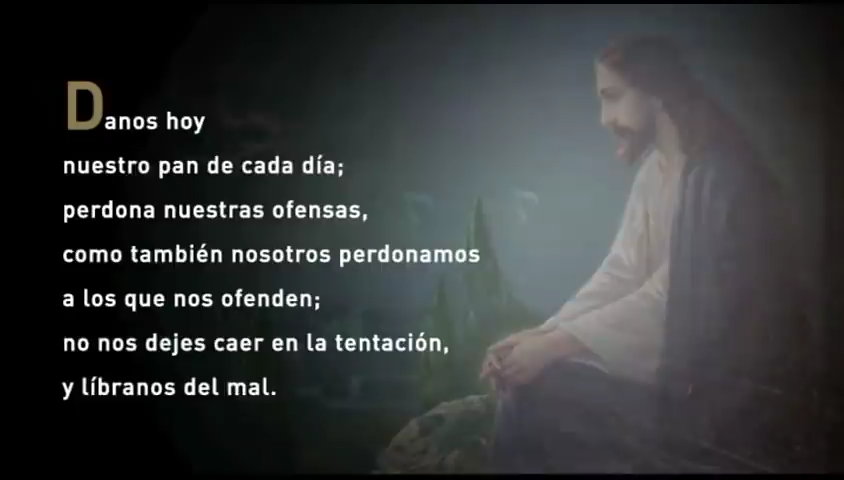 Danos hoy
nuestro pan de cada día;
perdona nuestras ofensas,
como también nosotros perdonamos
a los que nos ofenden;
no nos dejes caer en la tentación,
y líbranos del mal.